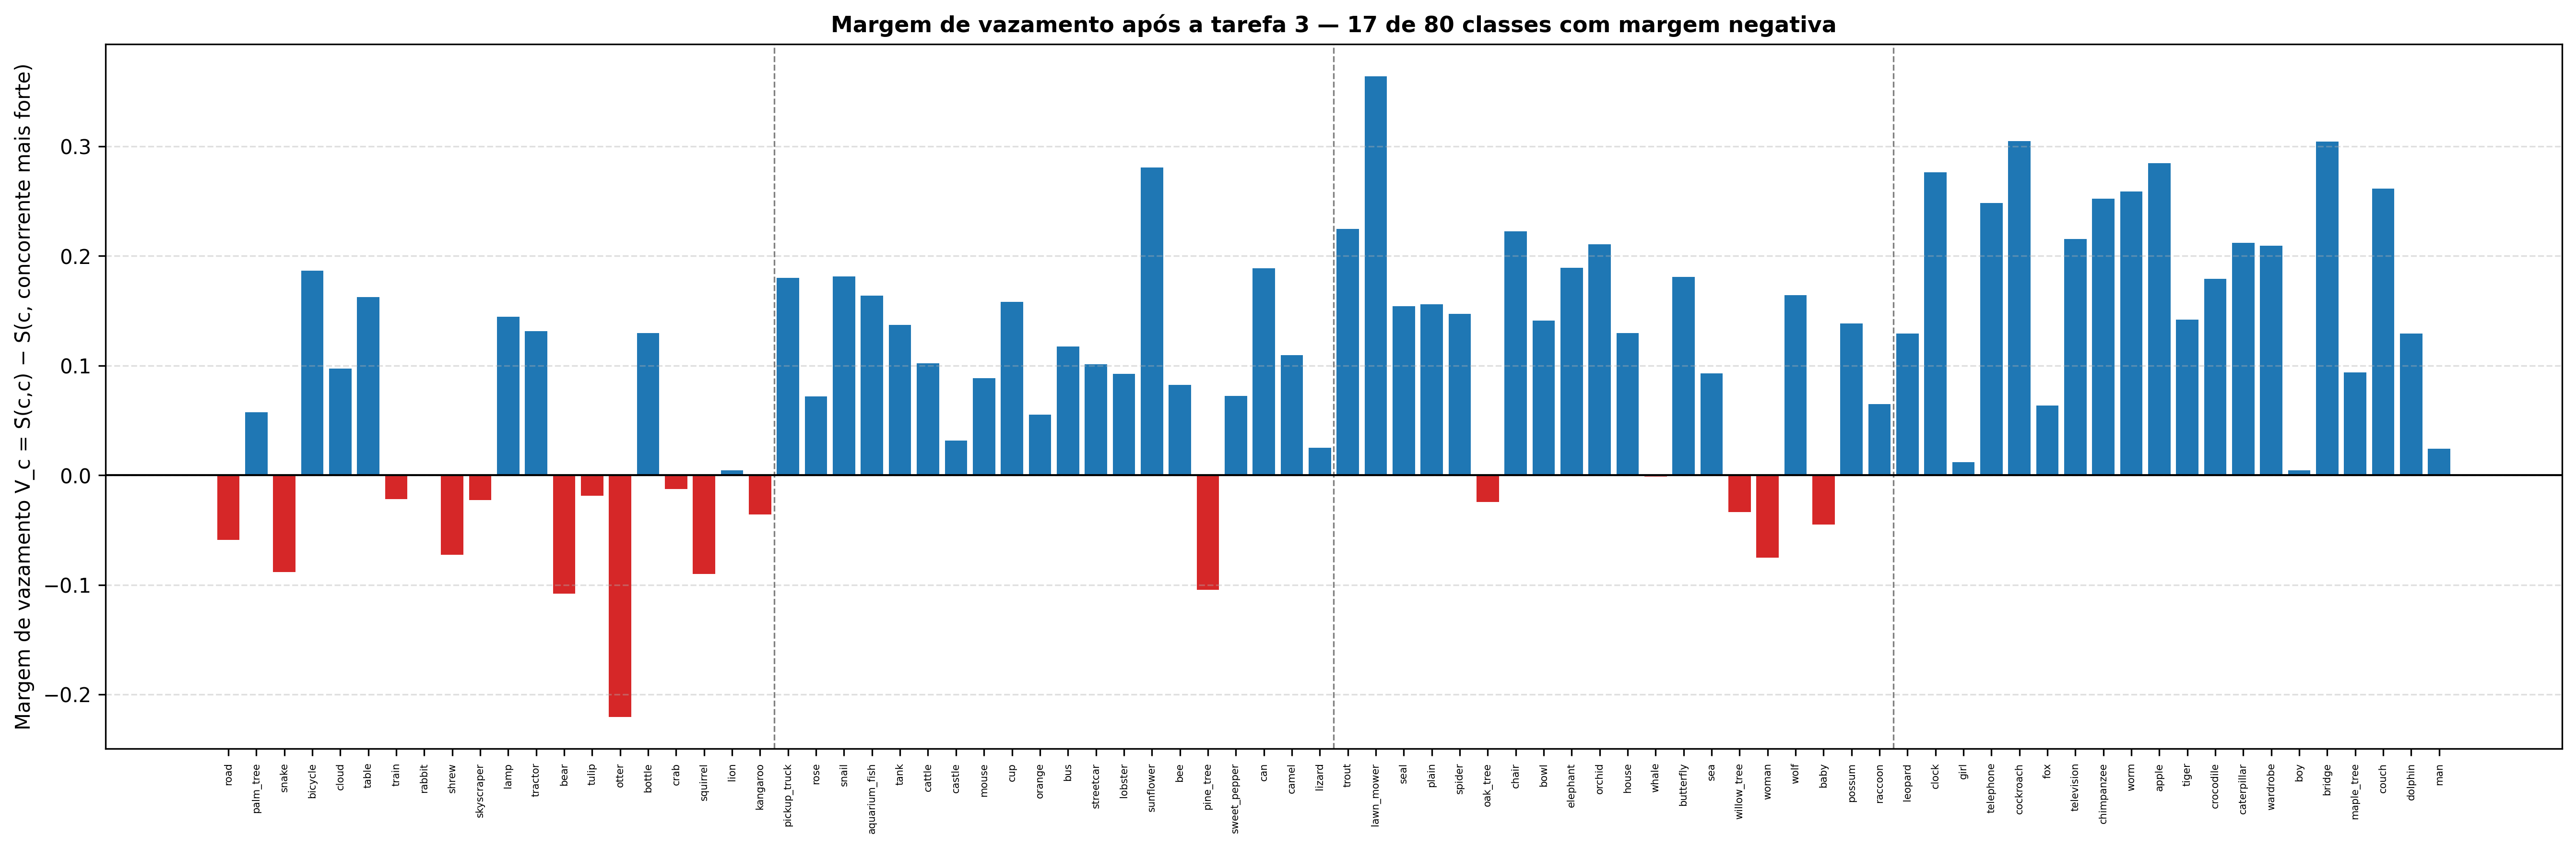 Margem de vazamento após a tarefa 3 — 17 de 80 classes com margem negativa
Margem de vazamento V_c = S(c,c) − S(c, concorrente mais forte)
0.3
0.2
0.1
0.0
−0.1
−0.2
road
palm_tree
snake
bicycle
cloud
table
train
rabbit
shrew
skyscraper
lamp
tractor
bear
tulip
otter
bottle
crab
squirrel
lion
kangaroo
pickup_truck
rose
snail
aquarium_fish
tank
cattle
castle
mouse
cup
orange
bus
streetcar
lobster
sunflower
bee
pine_tree
sweet_pepper
can
camel
lizard
trout
lawn_mower
seal
plain
spider
oak_tree
chair
bowl
elephant
orchid
house
whale
butterfly
sea
willow_tree
woman
wolf
baby
possum
raccoon
leopard
clock
girl
telephone
cockroach
fox
television
chimpanzee
worm
apple
tiger
crocodile
caterpillar
wardrobe
boy
bridge
maple_tree
couch
dolphin
man